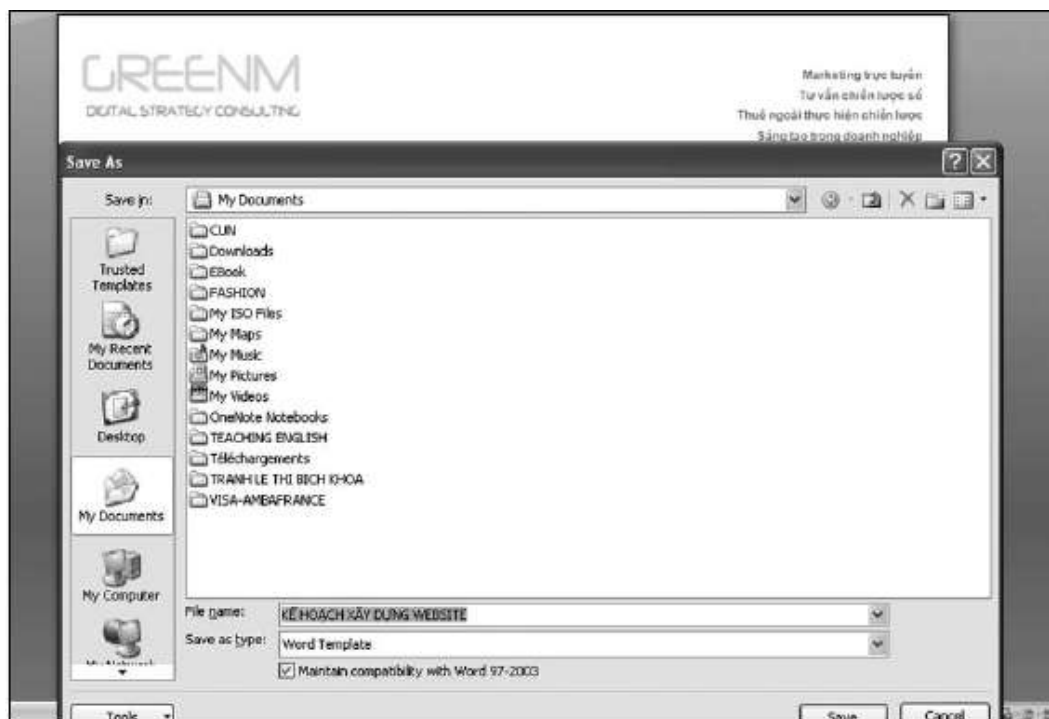 GREENM
DIGITAL STRATEGY CONSULTING
Marketing trực tuyến
Tư vấn chiến lược số
Thuê ngoài thực hiện chiến lược
Sáng tạo trong doanh nghiệp
Save As
Save in:
My Documents
Trusted
Templates
My Recent
Documents
Desktop
My Documents
My Computer
CUN
Downloads
EBook
FASHION
My ISO Files
My Maps
My Music
My Pictures
My Videos
OneNote Notebooks
TEACHING ENGLISH
Téléchargements
TRANH LE THI BICH KHOA
VISA-AMBAFRANCE
File name:
KẾ HOẠCH XÂY DỰNG WEBSITE
Save as type:
Word Template
Maintain compatibility with Word 97-2003
Tools
Save
Cancel